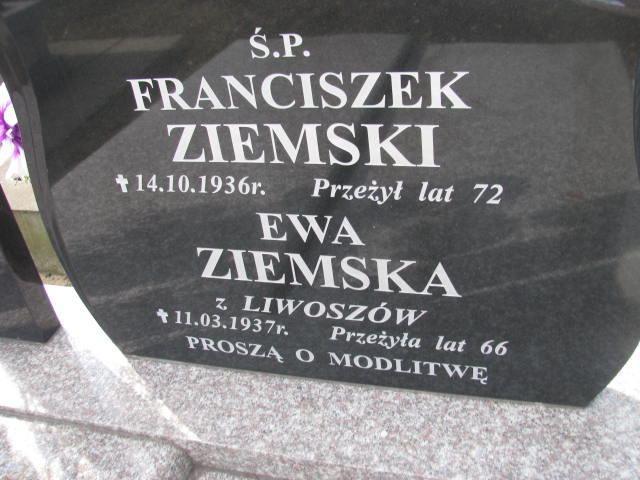 Ś.P.
FRANCISZEK
ZIEMSKI
✝ 14.10.1936r. Przeżył lat 72
EWA
ZIEMSKA
z LIWOSZÓW
✝ 11.03.1937r. Przeżyła lat 66
PROSZĄ O MODLITWĘ